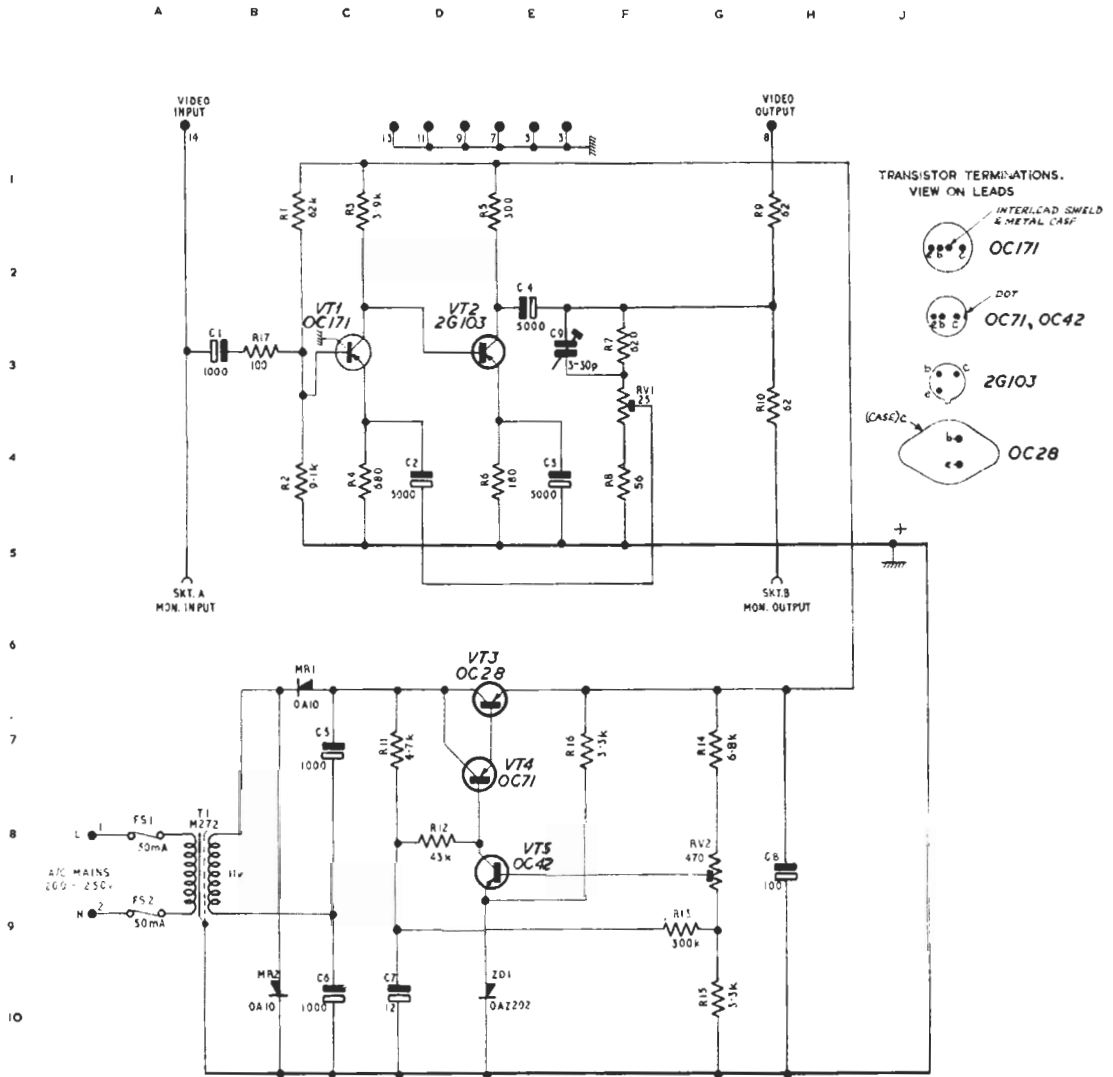 A B C D E F G H J
VIDEO INPUT
14
13 11 9 7 5 3
VIDEO OUTPUT
8
1
R1 62k
R3 3·9k
R5 300
R9 62
TRANSISTOR TERMINATIONS.
VIEW ON LEADS
INTERLEAD SHIELD
& METAL CASE
e b c
OC171
2
DOT
e b c
OC71, OC42
VT1
OC171
VT2
2G103
C4
5000
C9
3-30p
R7 620
3
C1
1000
R17
100
RV1
25
R10 62
b c
e
2G103
(CASE)c
b
e
OC28
4
R2 9·1k
R4 680
C2
5000
R6 180
C3
5000
R8 56
+
5
SKT. A
MON. INPUT
SKT.B
MON. OUTPUT
6
MR1
OA10
VT3
OC28
7
C5
1000
R11 4·7k
VT4
OC71
R16 3·3k
R14 6·8k
8
L 1
FS1
50mA
T1
M272
11v
R12
43k
VT5
OC42
RV2
470
C8
100
A/C MAINS
200 - 250v
N 2
FS2
50mA
9
R13
300k
MR2
OA10
C6
1000
C7
12
ZD1
OAZ202
R15 3·3k
10